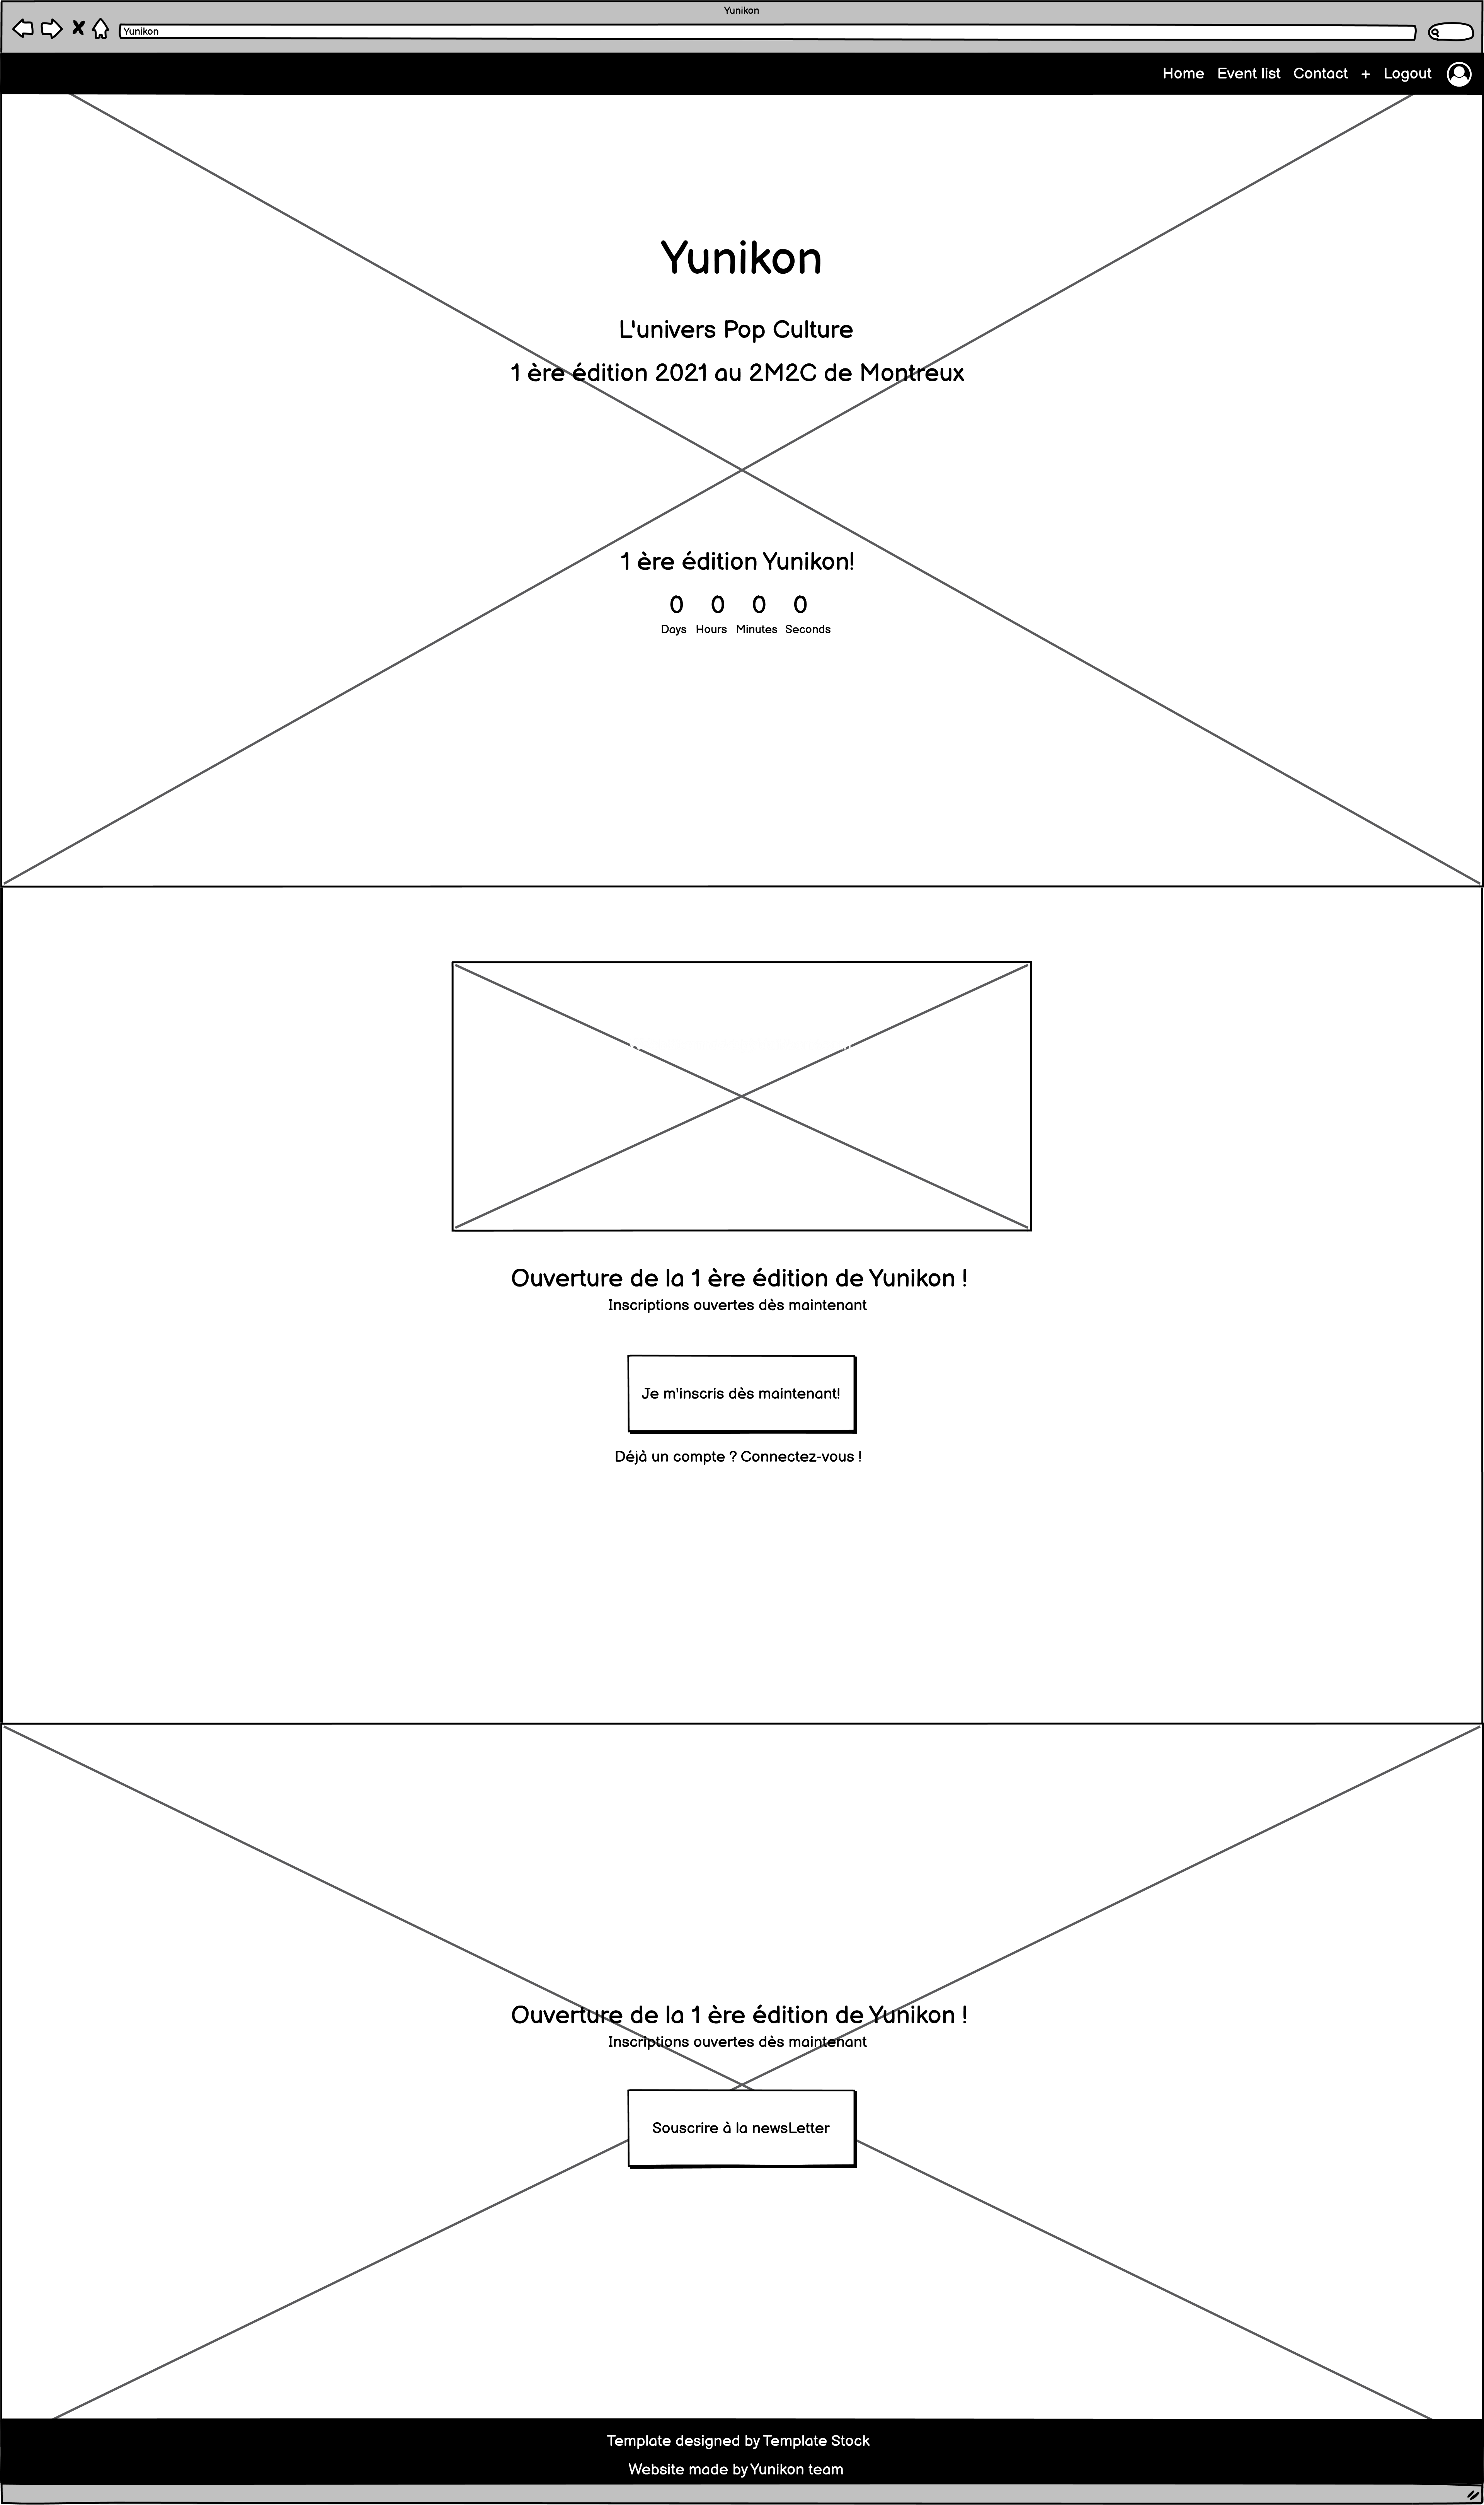 Yunikon
Yunikon
Home Event list Contact + Logout
Yunikon
L'univers Pop Culture
1 ère édition 2021 au 2M2C de Montreux
1 ère édition Yunikon!
0 0 0 0
Days Hours Minutes Seconds
Ouverture de la 1 ère édition de Yunikon !
Inscriptions ouvertes dès maintenant
Je m'inscris dès maintenant!
Déjà un compte ? Connectez-vous !
Ouverture de la 1 ère édition de Yunikon !
Inscriptions ouvertes dès maintenant
Souscrire à la newsLetter
Template designed by Template Stock
Website made by Yunikon team